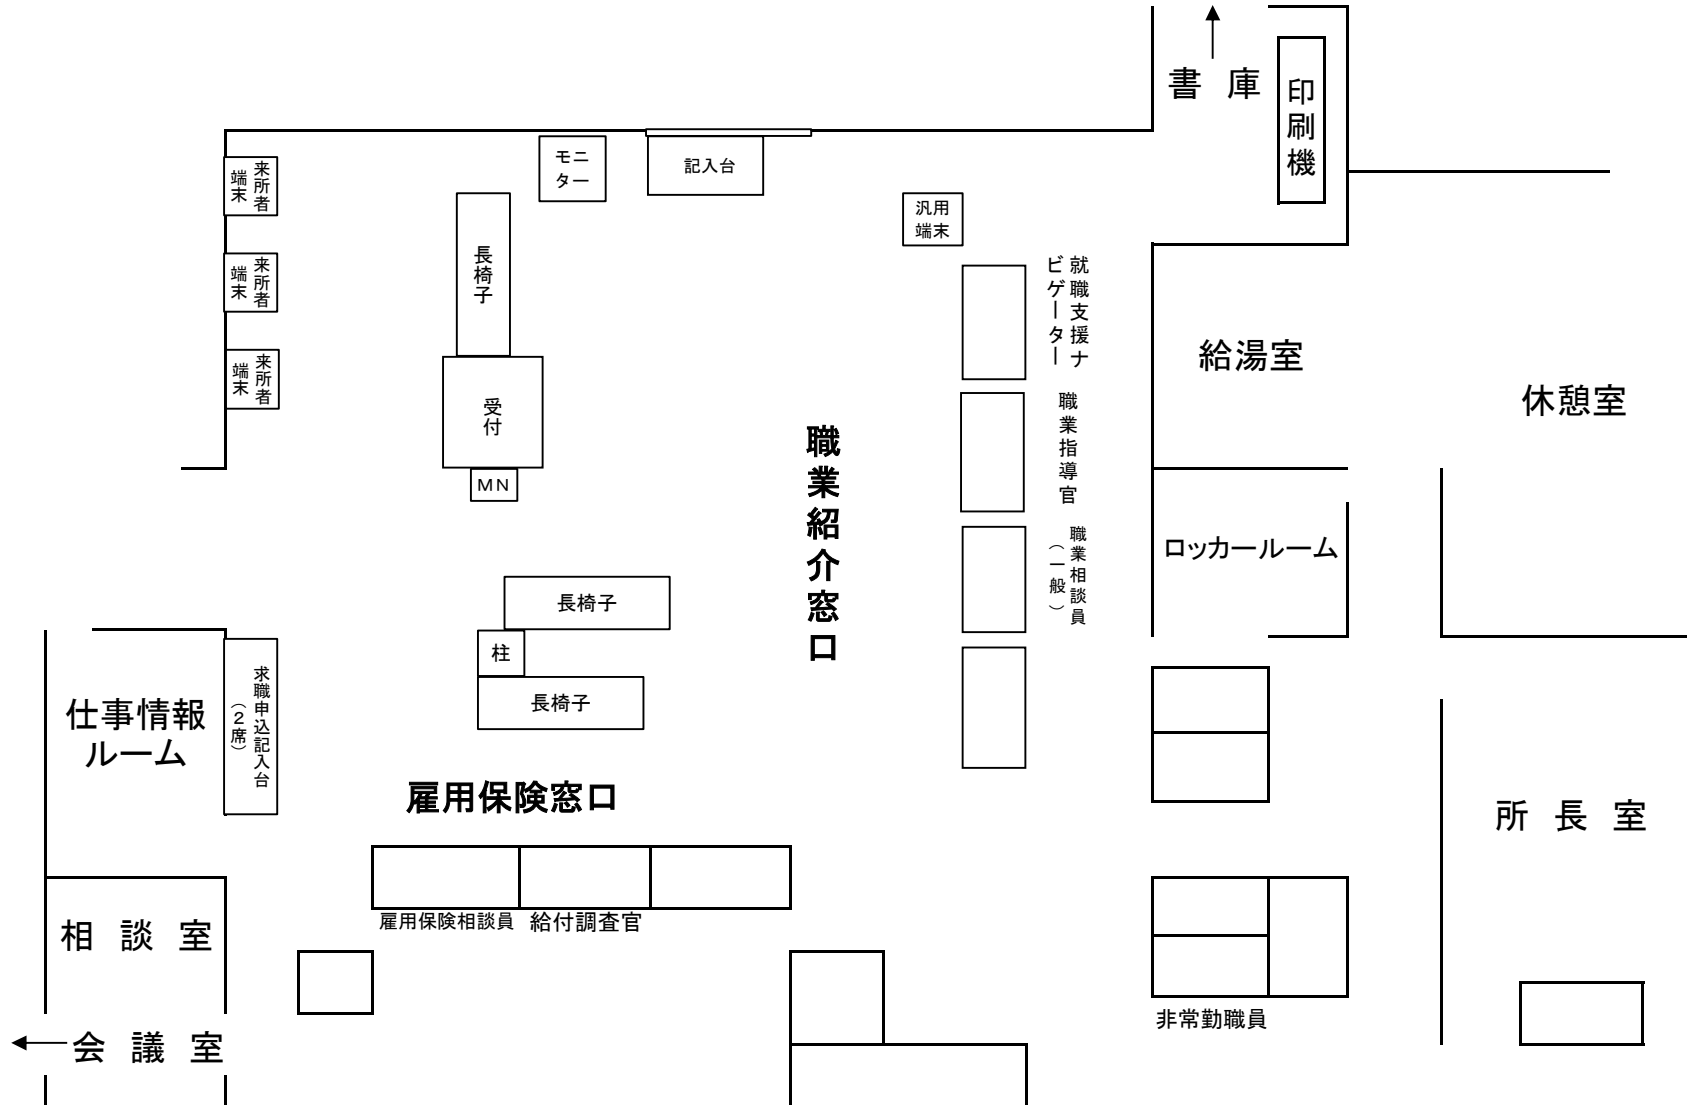 書 庫
印刷機
モニ
ター
記入台
来所者
端末
来所者
端末
来所者
端末
汎用
端末
長椅子
受付
MN
就職支援ナ
ビゲーター
職業指導官
職業相談員
(一般)
職業紹介窓口
給湯室
休憩室
ロッカールーム
長椅子
柱
長椅子
仕事情報
ルーム
求職申込記入台
(2席)
雇用保険窓口
雇用保険相談員
給付調査官
所 長 室
相 談 室
会 議 室
非常勤職員